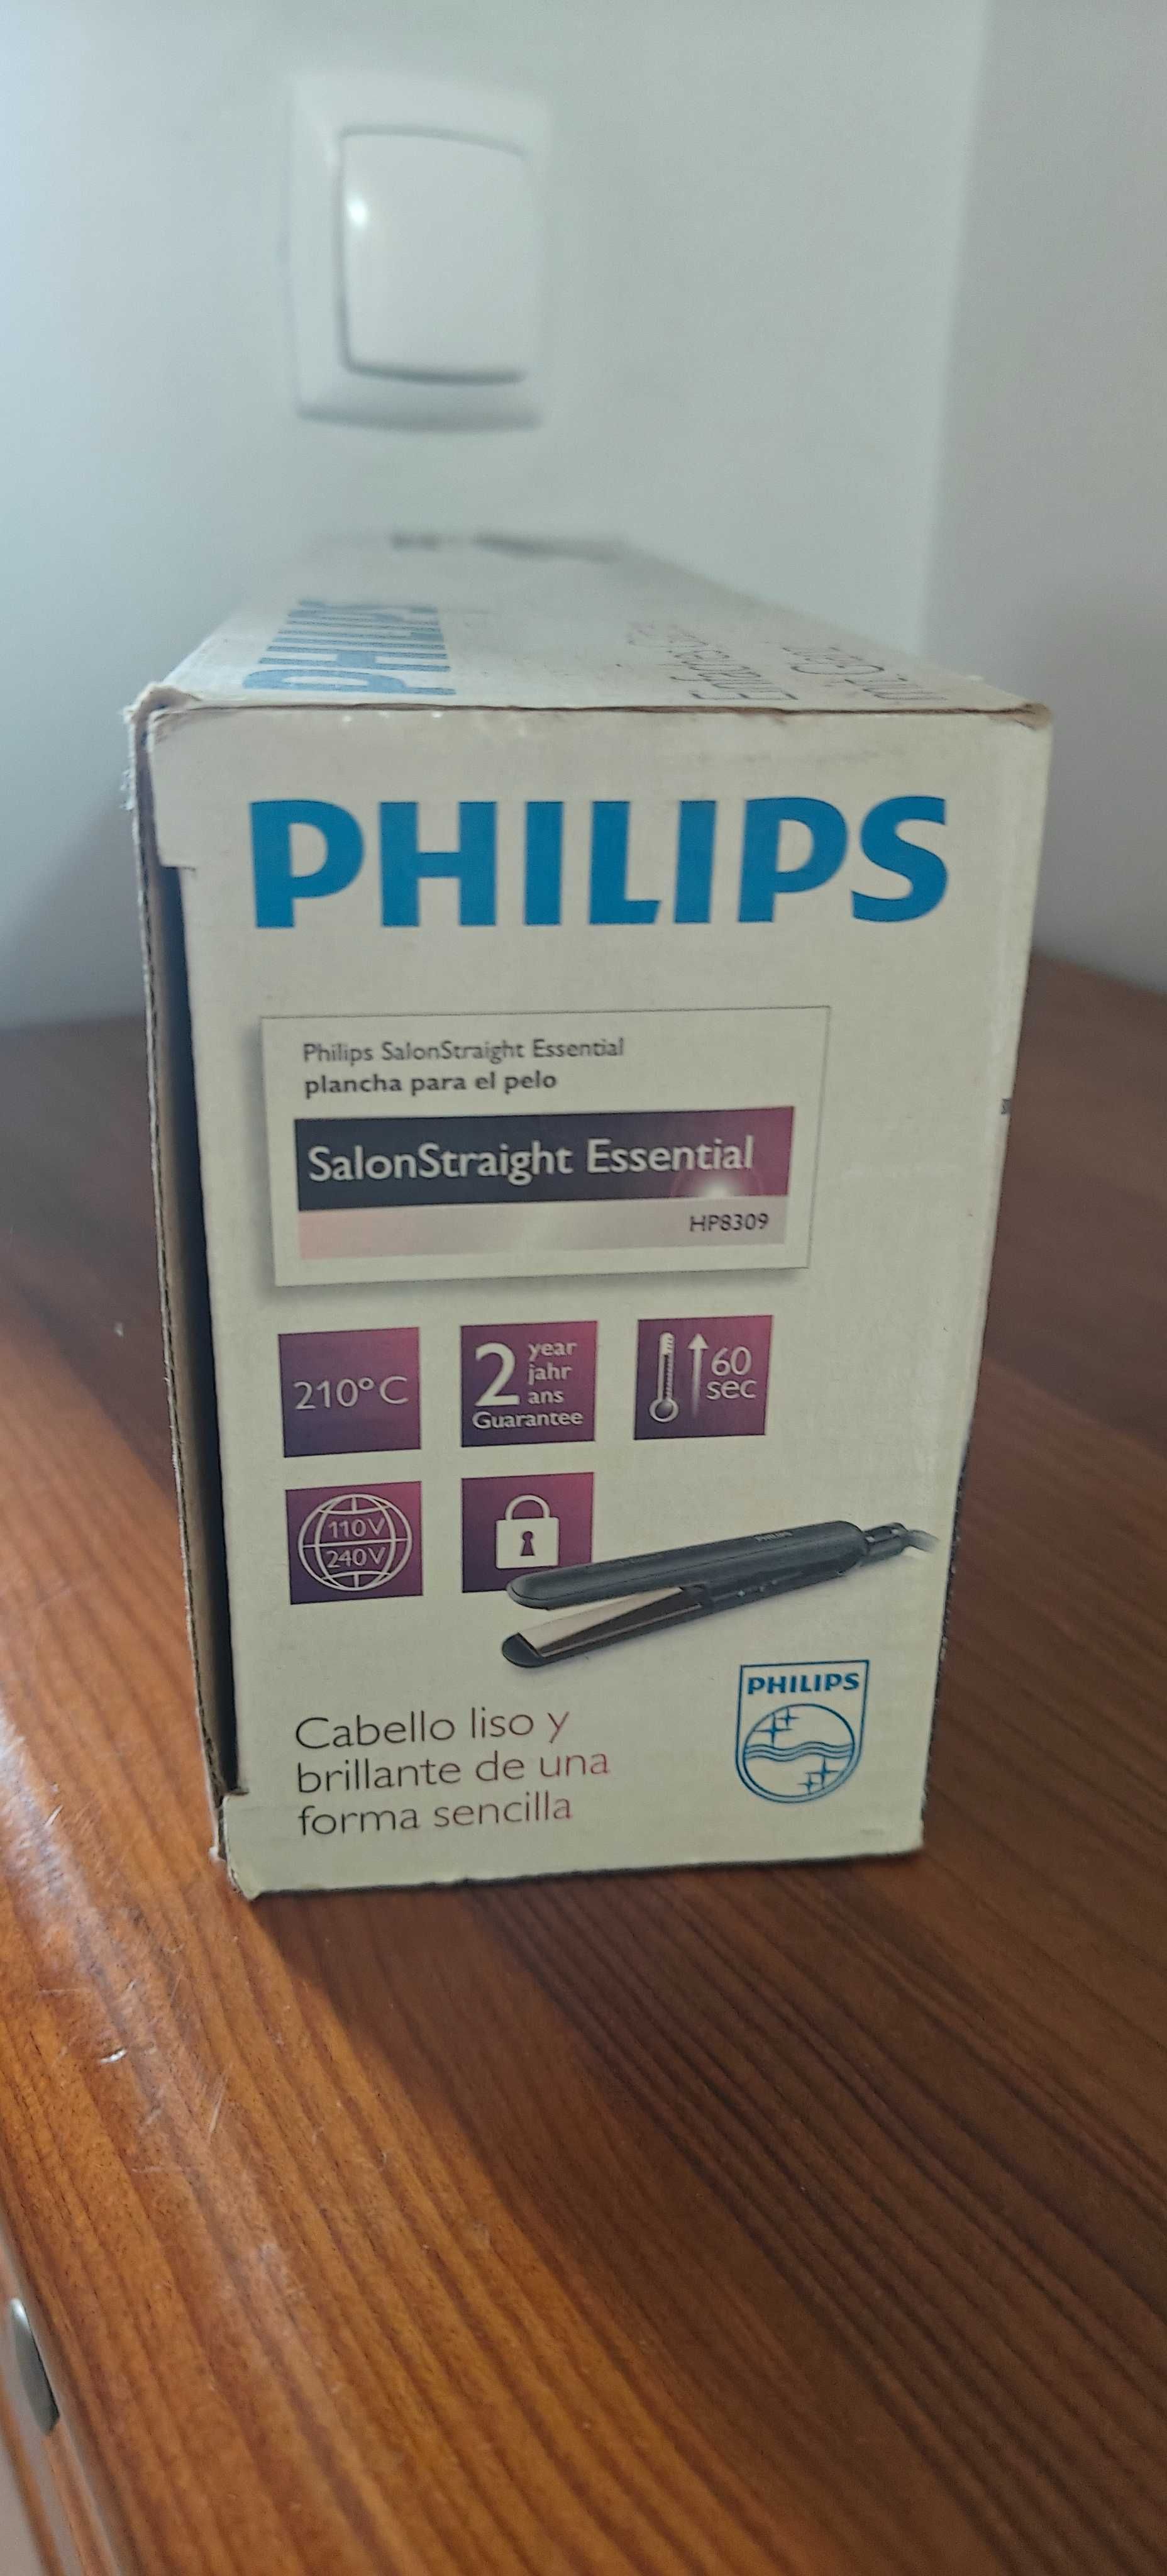 PHILIPS
PHILIPS
Philips SalonStraight Essential
plancha para el pelo
SalonStraight Essential
HP8309
210°C
2 year
jahr
ans
Guarantee
60
sec
110V
240V
PHILIPS
PHILIPS
Cabello liso y
brillante de una
forma sencilla